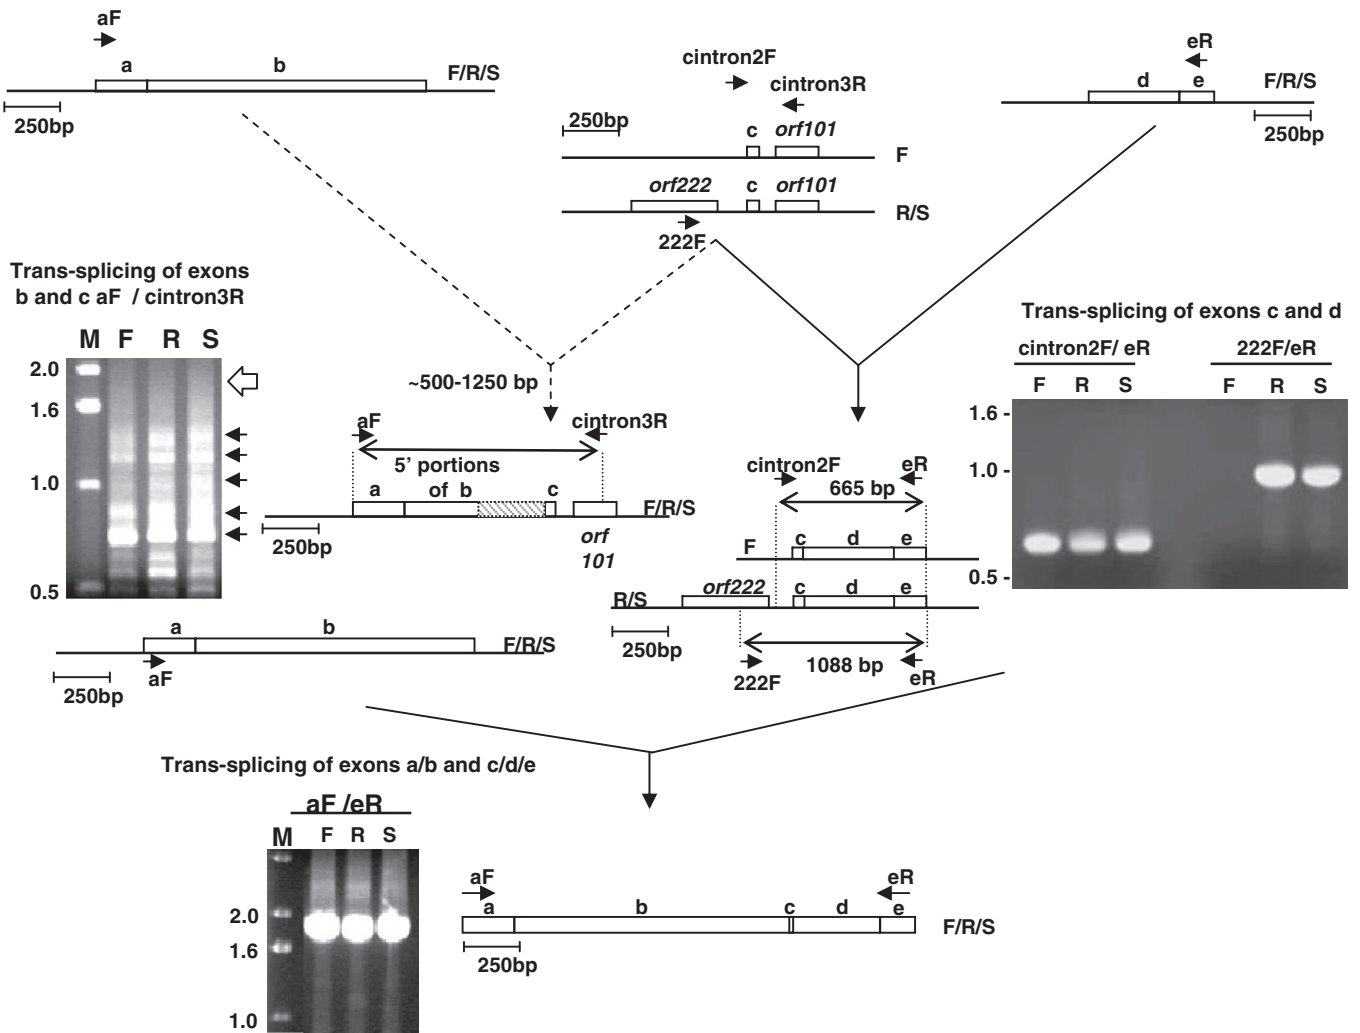 aF
a
b
F/R/S
250bp
cintron2F
cintron3R
250bp
c
orf101
F
orf222
c
orf101
R/S
222F
eR
d
e
F/R/S
250bp
Trans-splicing of exons
b and c aF / cintron3R
M F R S
2.0
1.6
1.0
0.5
~500-1250 bp
aF
cintron3R
5' portions
a
of b
c
F/R/S
250bp
orf
101
Trans-splicing of exons c and d
cintron2F/ eR
222F/eR
F R S
F R S
1.6 -
1.0 -
0.5 -
cintron2F
eR
665 bp
F
c
d
e
R/S
orf222
c
d
e
250bp
1088 bp
222F
eR
a
b
F/R/S
aF
250bp
Trans-splicing of exons a/b and c/d/e
aF /eR
M F R S
2.0
1.6
1.0
aF
eR
a
b
c
d
e
F/R/S
250bp